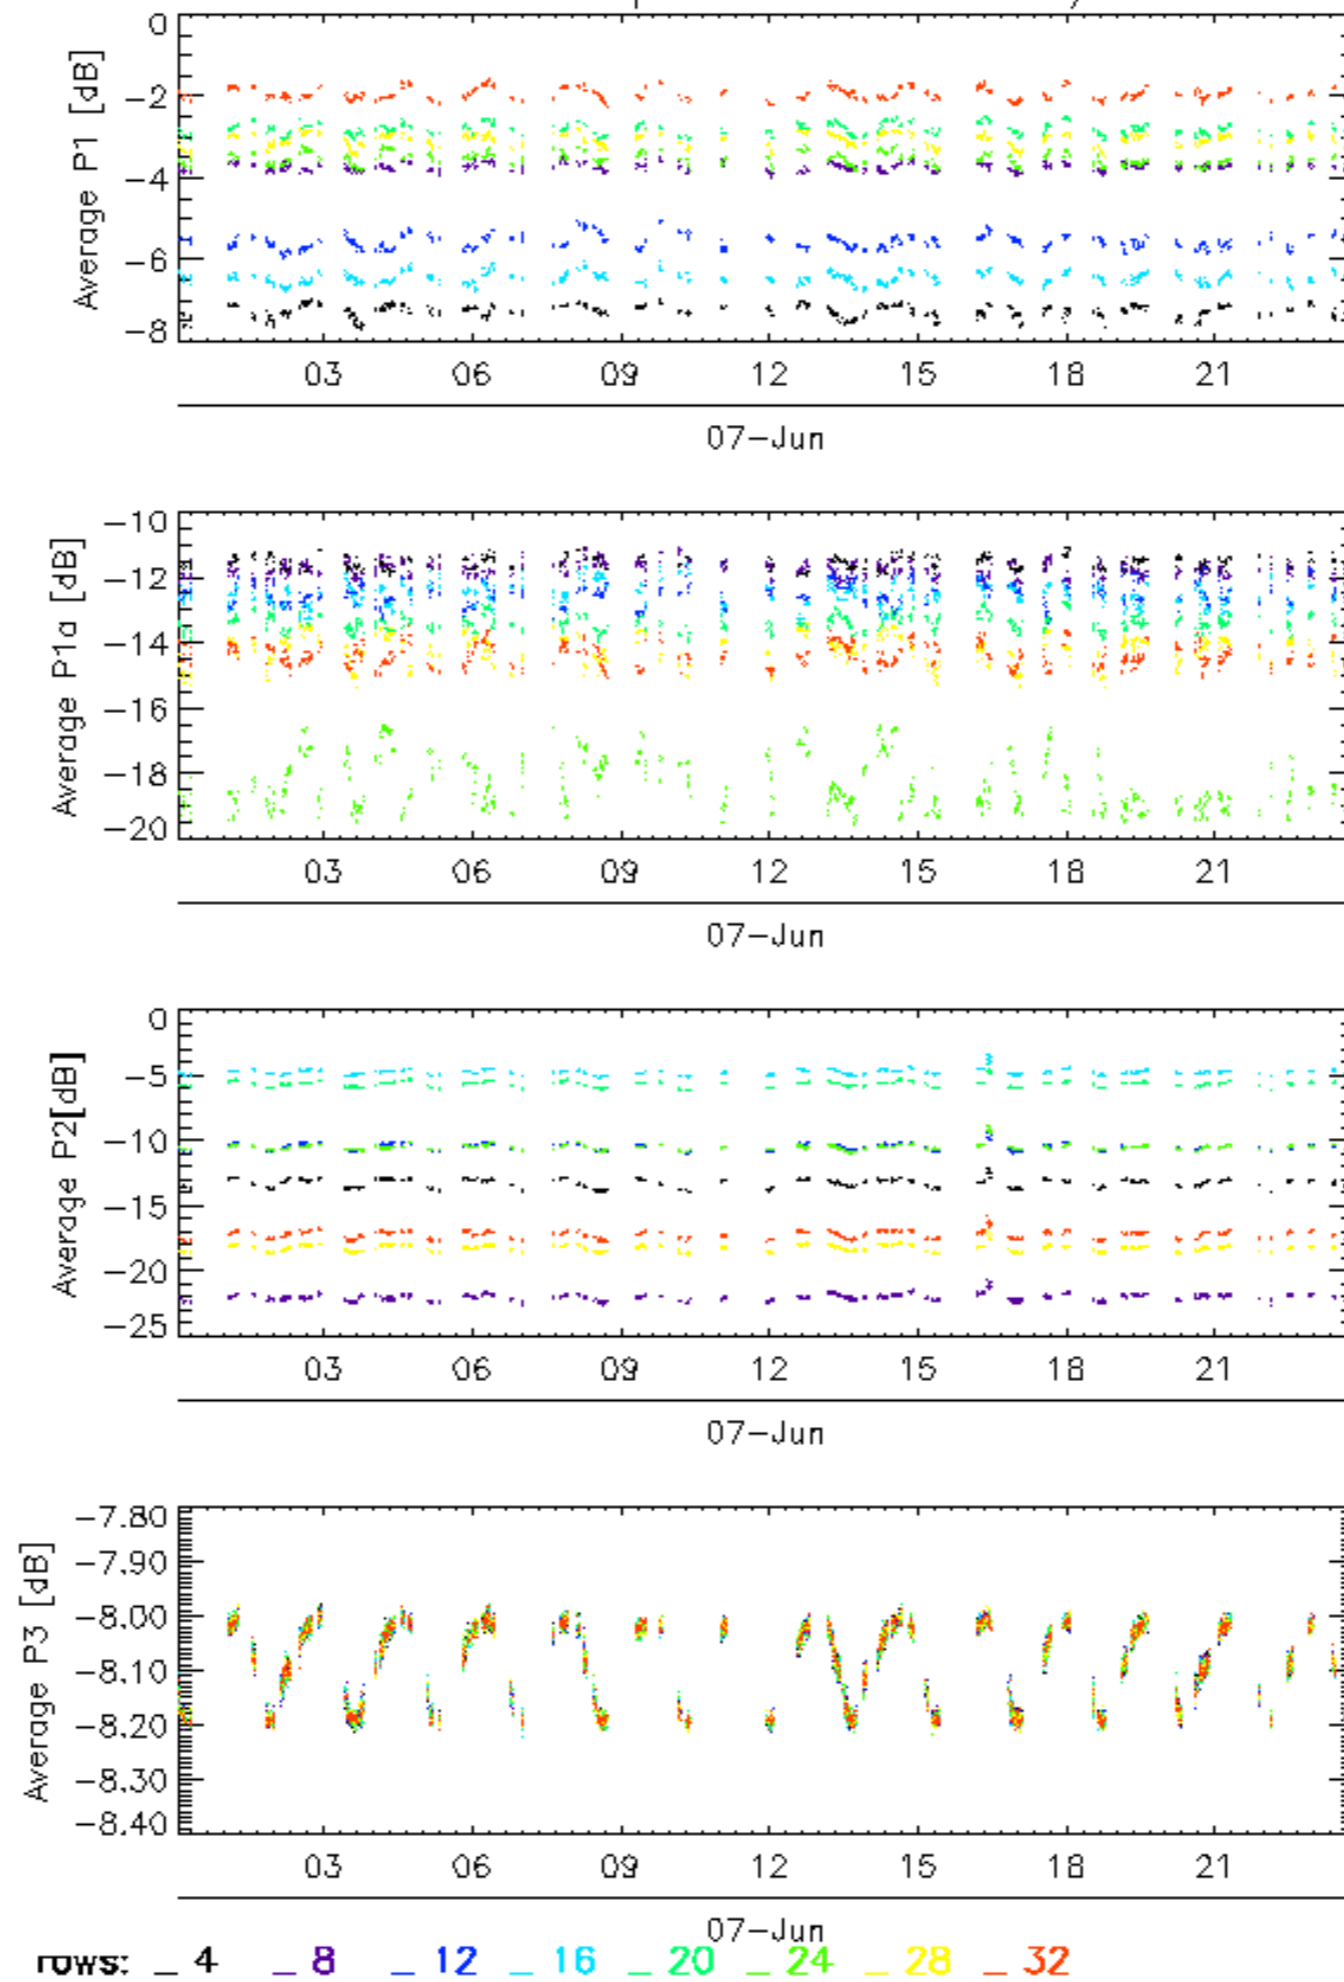 0
-2
-4
-6
-8
Average P1 [dB]
03 06 09 12 15 18 21
07-Jun
-10
-12
-14
-16
-18
-20
Average P1a [dB]
03 06 09 12 15 18 21
07-Jun
0
-5
-10
-15
-20
-25
Average P2[dB]
03 06 09 12 15 18 21
07-Jun
-7.80
-7.90
-8.00
-8.10
-8.20
-8.30
-8.40
Average P3 [dB]
03 06 09 12 15 18 21
07-Jun
rows: _ 4 _ 8 _ 12 _ 16 _ 20 _ 24 _ 28 _ 32